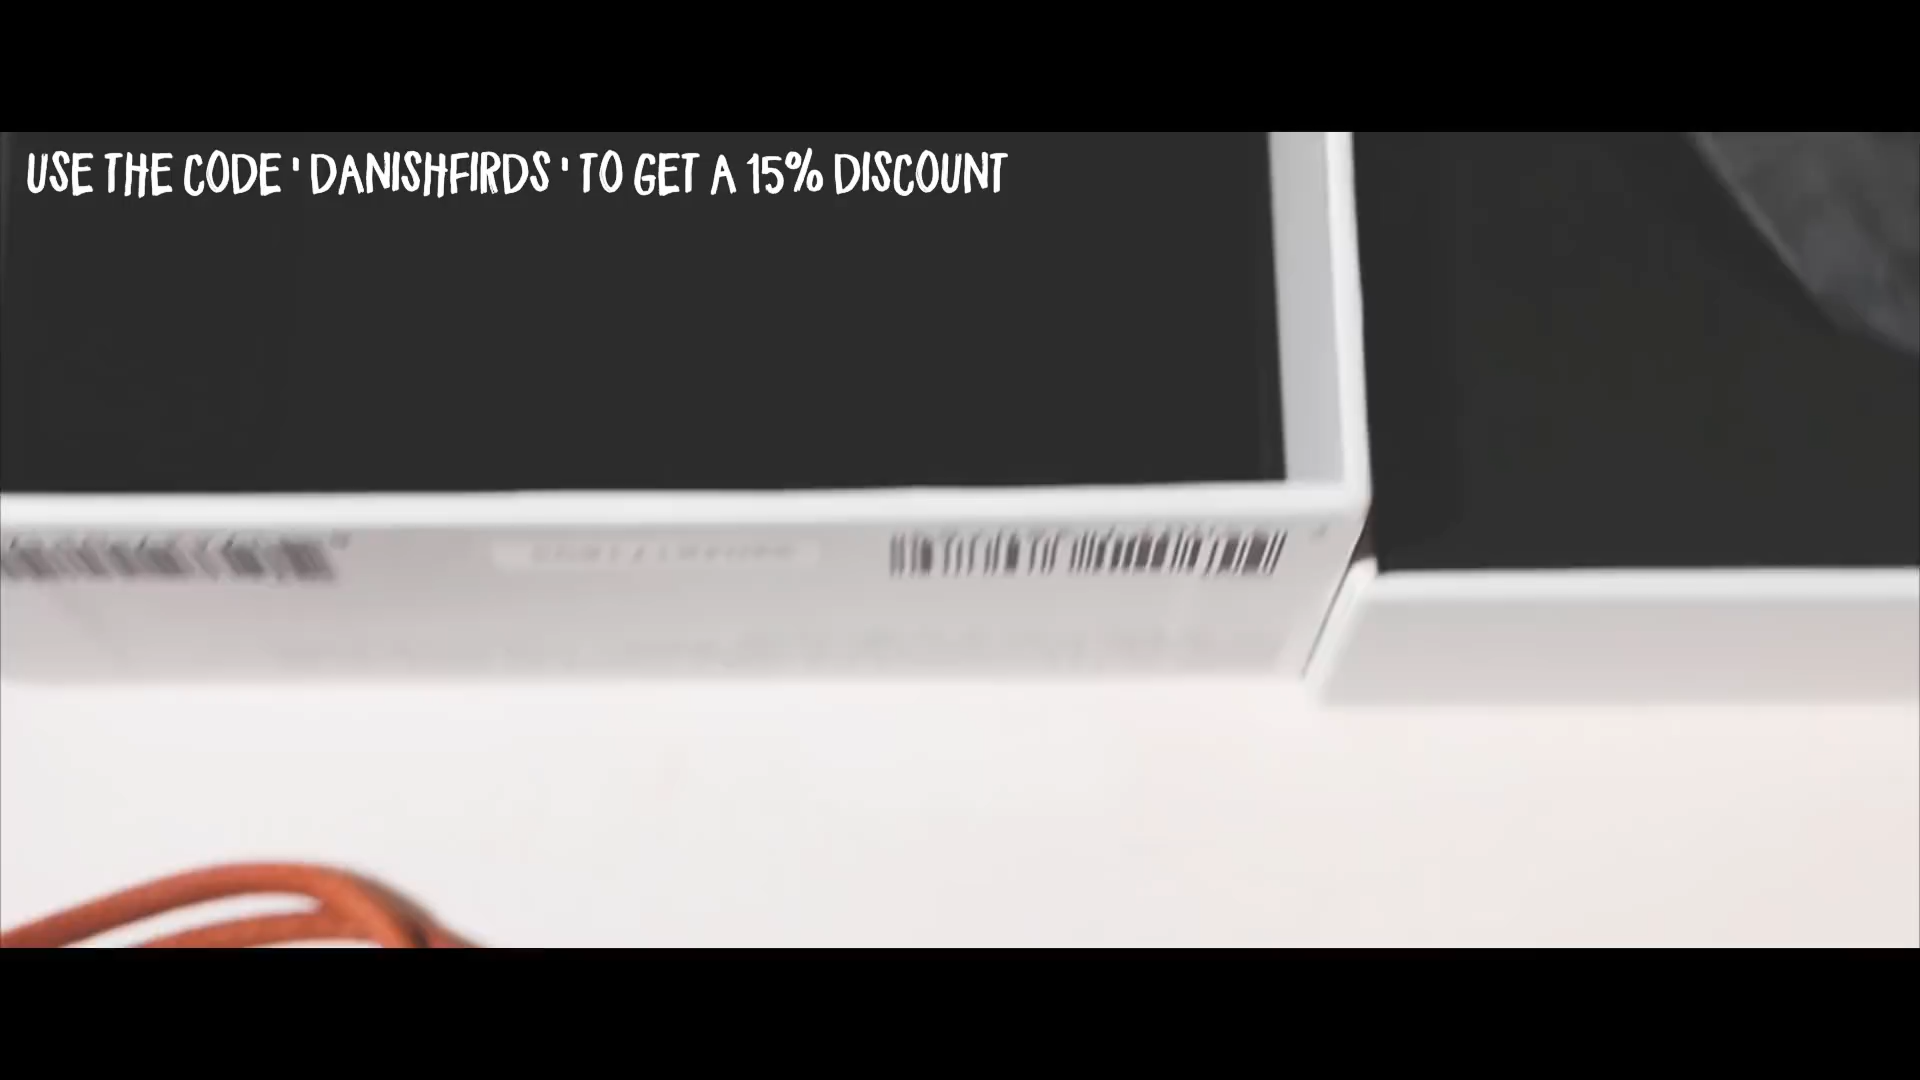 USE THE CODE ' DANISHFIRDS ' TO GET A 15% DISCOUNT